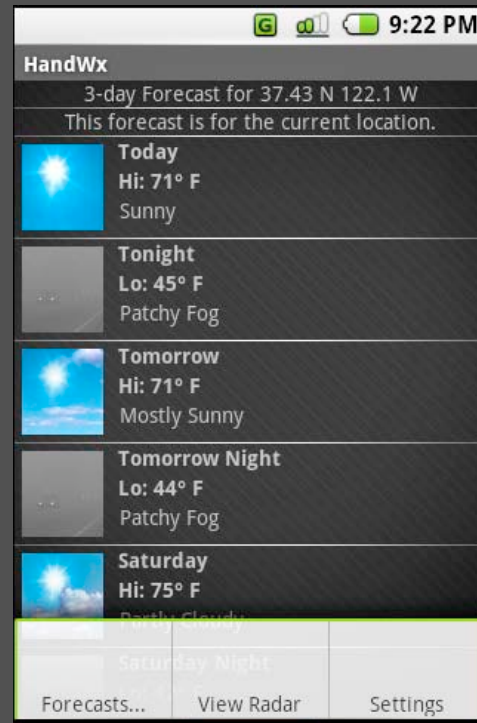 G 9:22 PM
HandWx
3-day Forecast for 37.43 N 122.1 W
This forecast is for the current location.
Today
Hi: 71° F
Sunny
Tonight
Lo: 45° F
Patchy Fog
Tomorrow
Hi: 71° F
Mostly Sunny
Tomorrow Night
Lo: 44° F
Patchy Fog
Saturday
Hi: 75° F
Partly Cloudy
Saturday Night
Forecasts... View Radar Settings